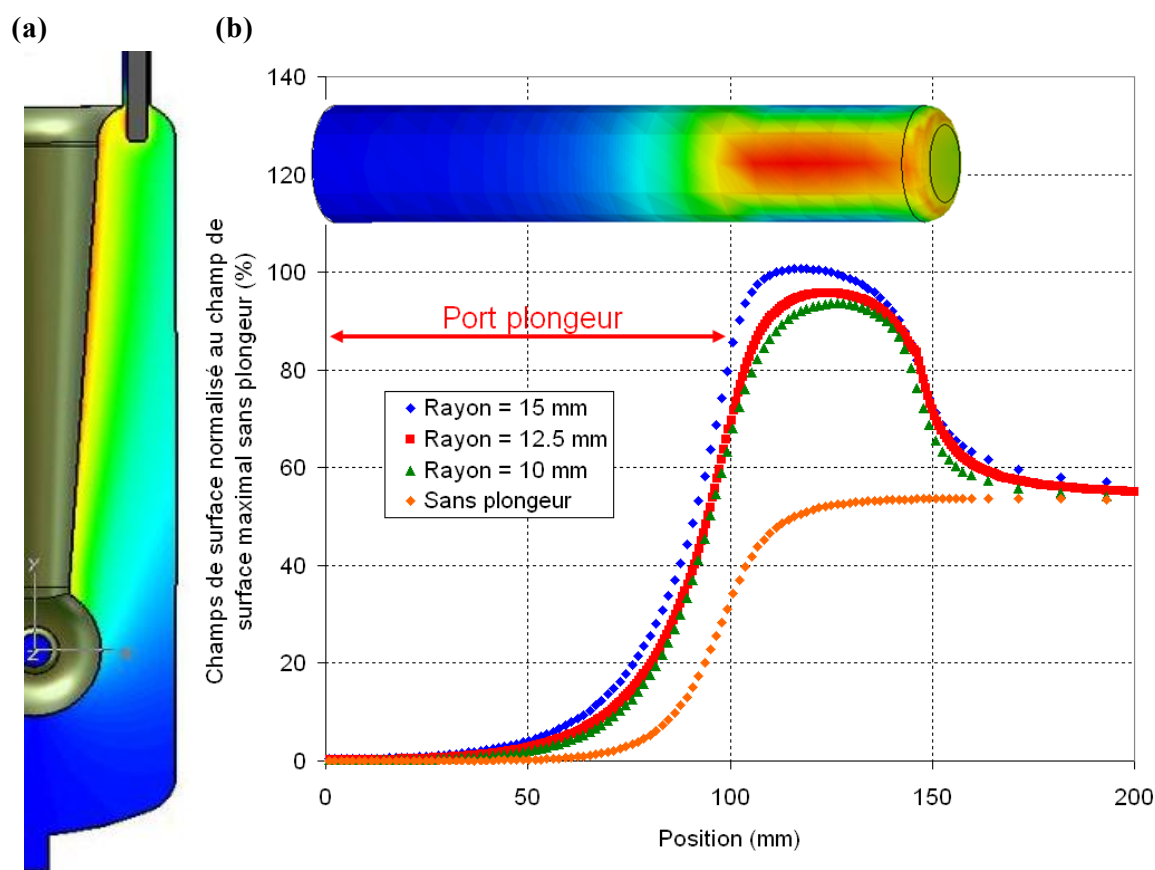 (a)
(b)
Champs de surface normalisé au champ de
surface maximal sans plongeur (%)
140
120
100
80
60
40
20
0
Port plongeur
Rayon = 15 mm
Rayon = 12.5 mm
Rayon = 10 mm
Sans plongeur
0
50
100
150
200
Position (mm)
Y
Z